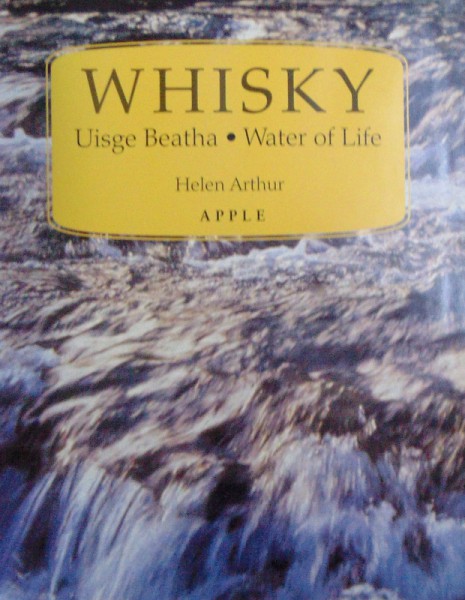 WHISKY
Uisge Beatha • Water of Life
Helen Arthur
APPLE